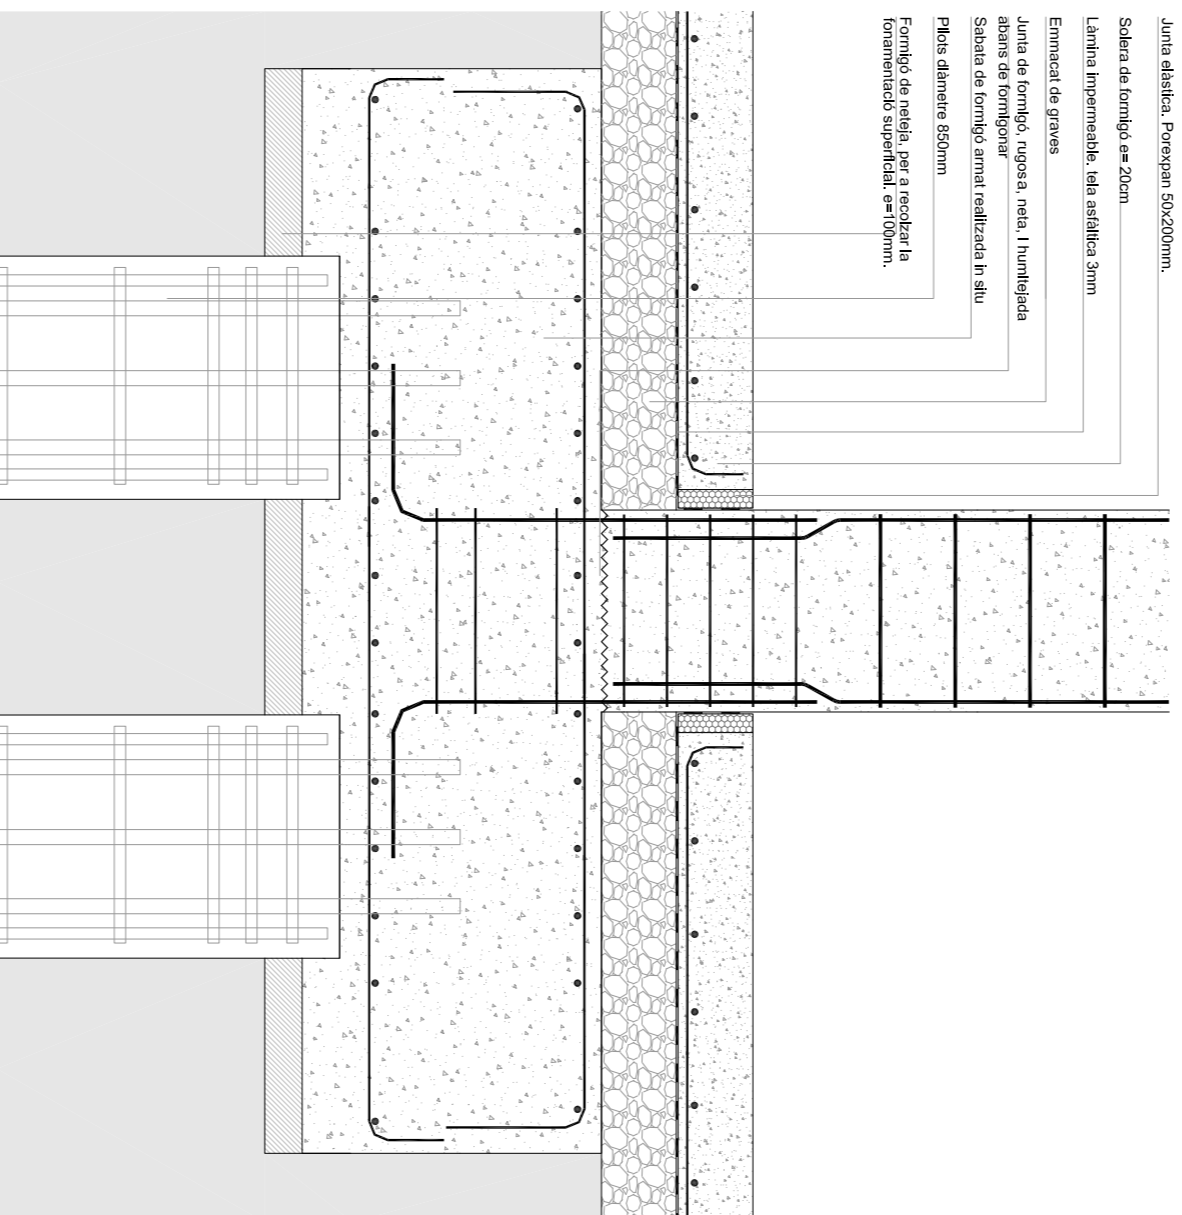 Junta elàstica. Porexpan 50x200mm.
Solera de formigó.e= 20cm
Làmina impermeable. tela asfàltica 3mm
Emmacat de graves
Junta de formigó, rugosa, neta, i humitejada
abans de formigonar
Sabata de formigó armat realitzada in situ
Pilots diàmetre 850mm
Formigó de neteja, per a recolzar la
fonamentació superficial. e=100mm.